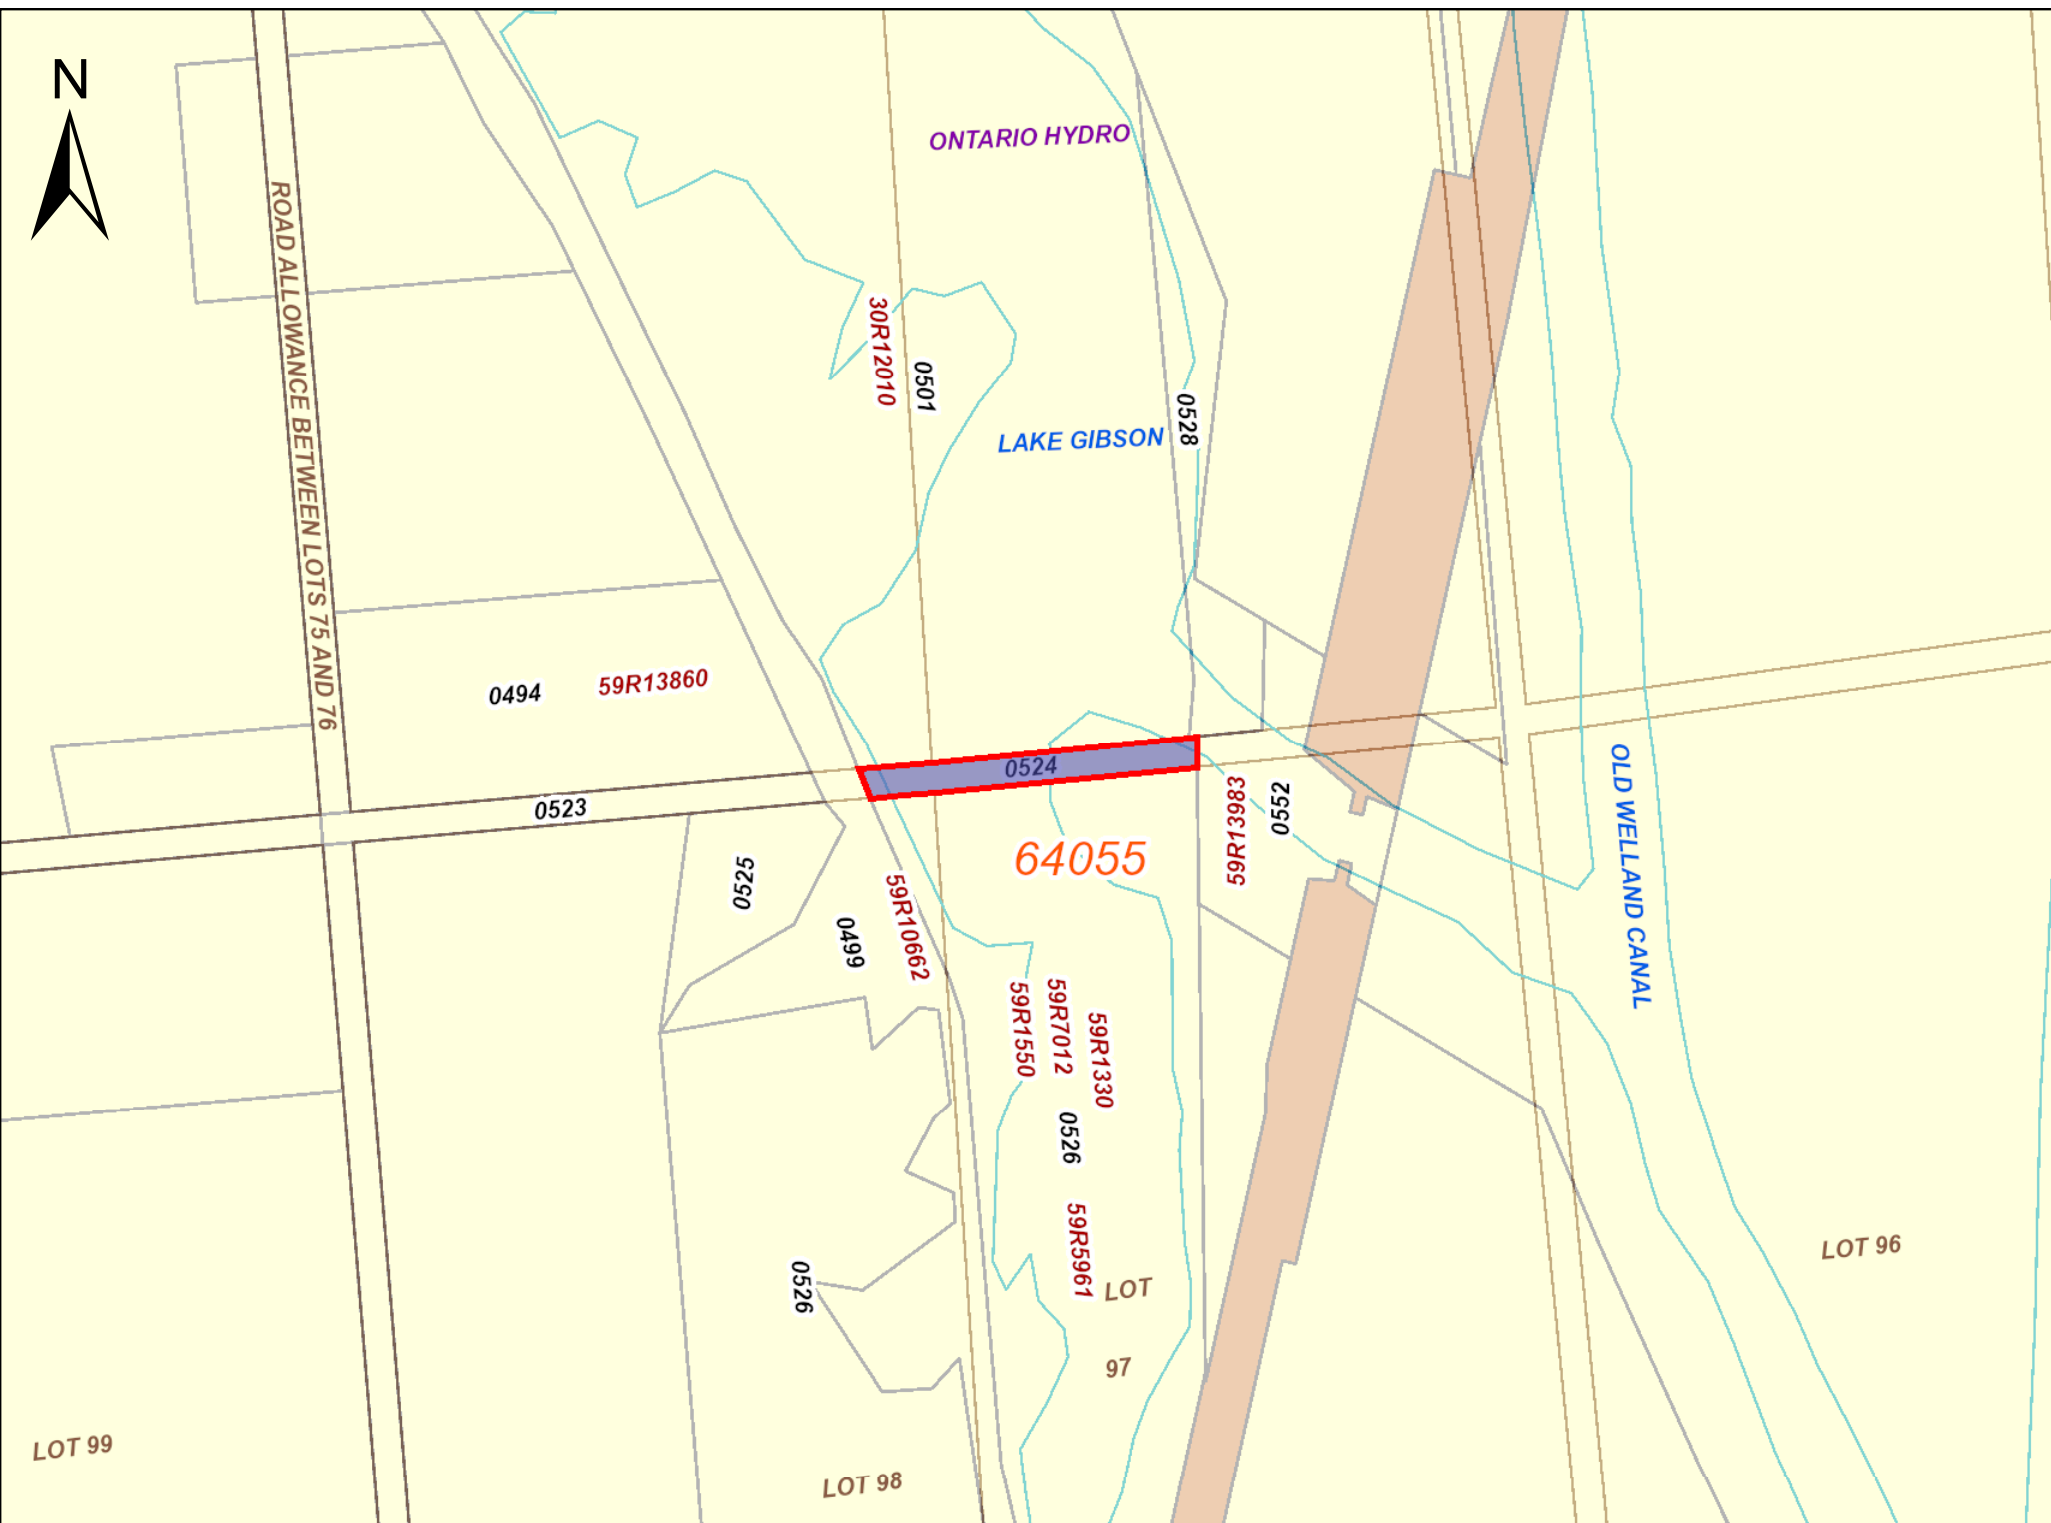 N
ONTARIO HYDRO
ROAD ALLOWANCE BETWEEN LOTS 75 AND 76
30R12010
0501
0528
LAKE GIBSON
0494
59R13860
0524
0523
59R13983
0552
OLD WELLAND CANAL
64055
0525
0499
59R10662
59R1550
59R7012
59R1330
0526
59R5961
LOT
97
0526
LOT 96
LOT 99
LOT 98